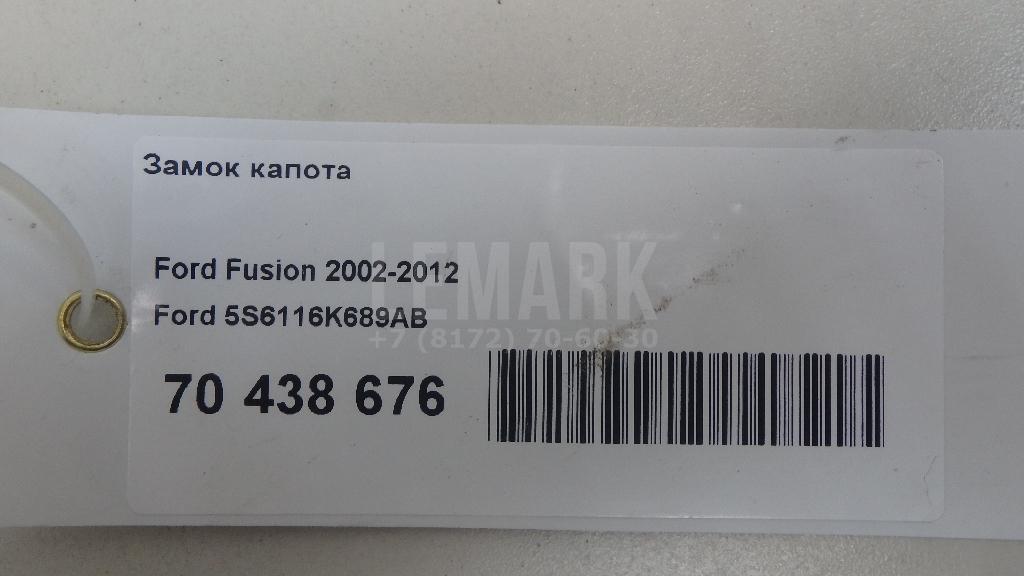 Замок капота
LEMARK
Ford Fusion 2002-2012
Ford 5S6116K689AB
+7 (8172) 70-60-30
70 438 676